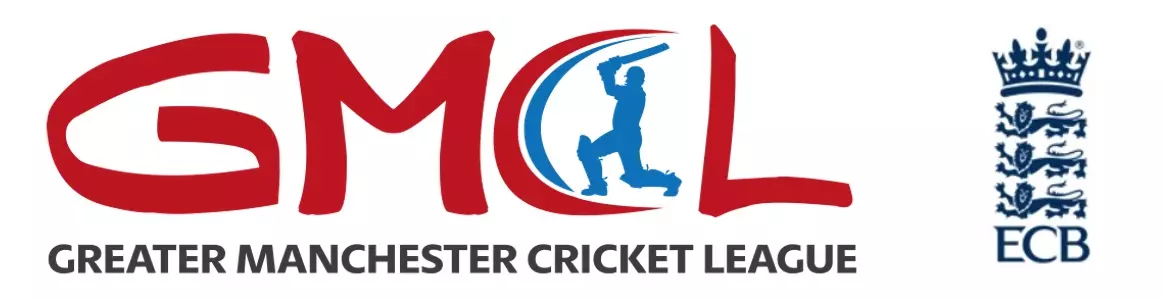 GMCL
GREATER MANCHESTER CRICKET LEAGUE
®
ECB